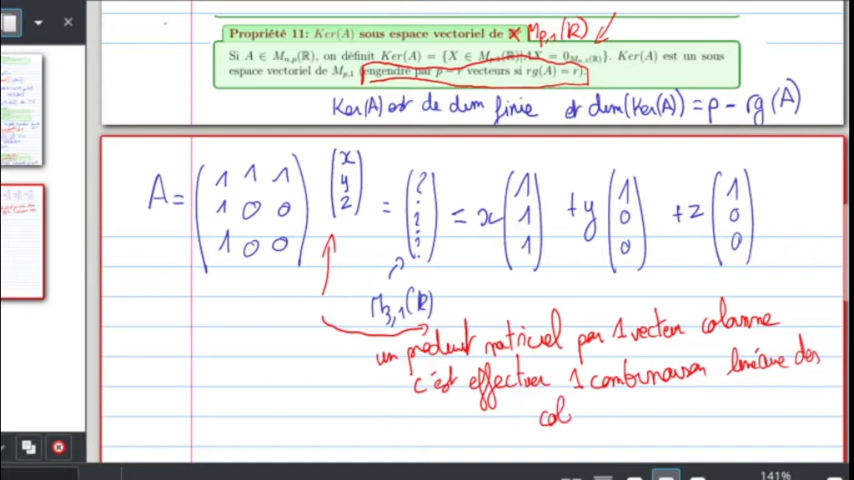 Propriété 11: Ker(A) sous espace vectoriel de M_{p,1}(ℝ)
Si A ∈ M_{n,p}(ℝ), on définit Ker(A) = {X ∈ M_{p,1}(ℝ)|AX = 0_{M_{n,1}(ℝ)}}. Ker(A) est un sous
espace vectoriel de M_{p,1} (engendre par p − r vecteurs si rg(A) = r).
Ker(A) est de dim finie et dim(Ker(A)) = p − rg(A)
A = (1 1 1 ; 1 0 0 ; 1 0 0) (x ; y ; z) = (? ; ? ; ?) = x (1 ; 1 ; 1) + y (1 ; 0 ; 0) + z (1 ; 0 ; 0)
M_{3,1}(ℝ)
un produit matriciel par 1 vecteur colonne
c'est effectuer 1 combinaison linéaire des
col
141%